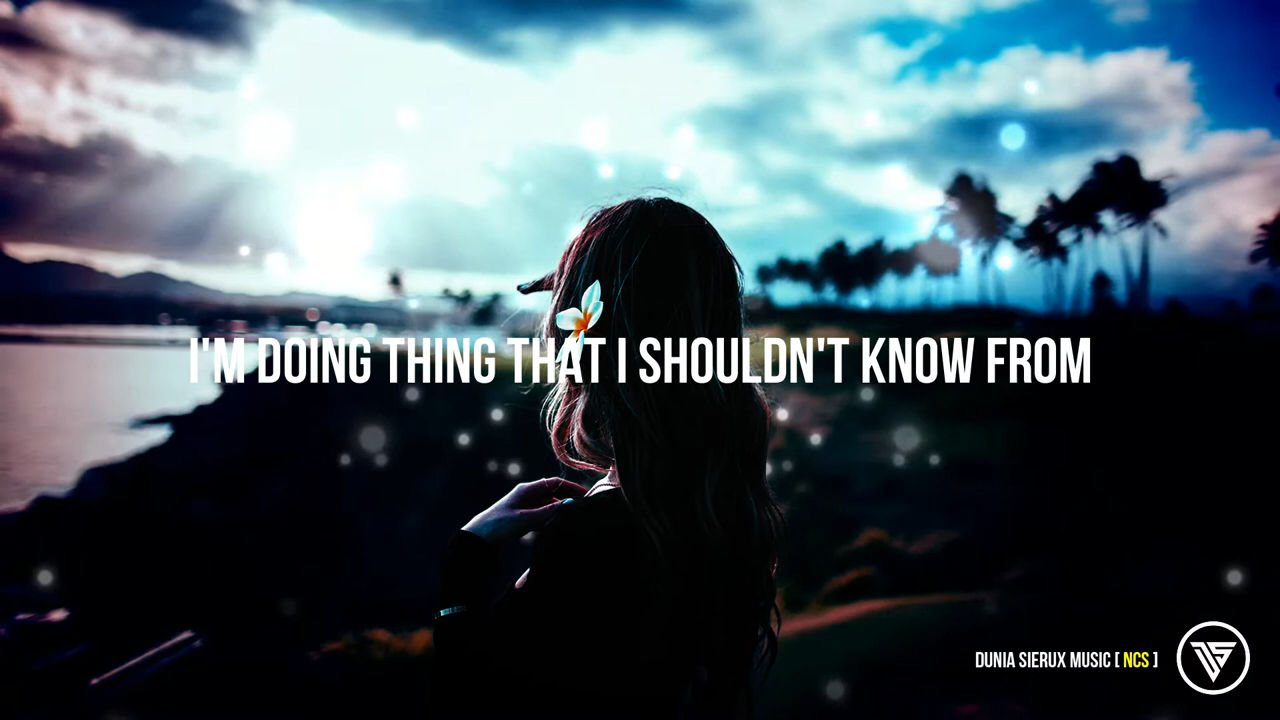 I'M DOING THING THAT I SHOULDN'T KNOW FROM
DUNIA SIERUX MUSIC [ NCS ]